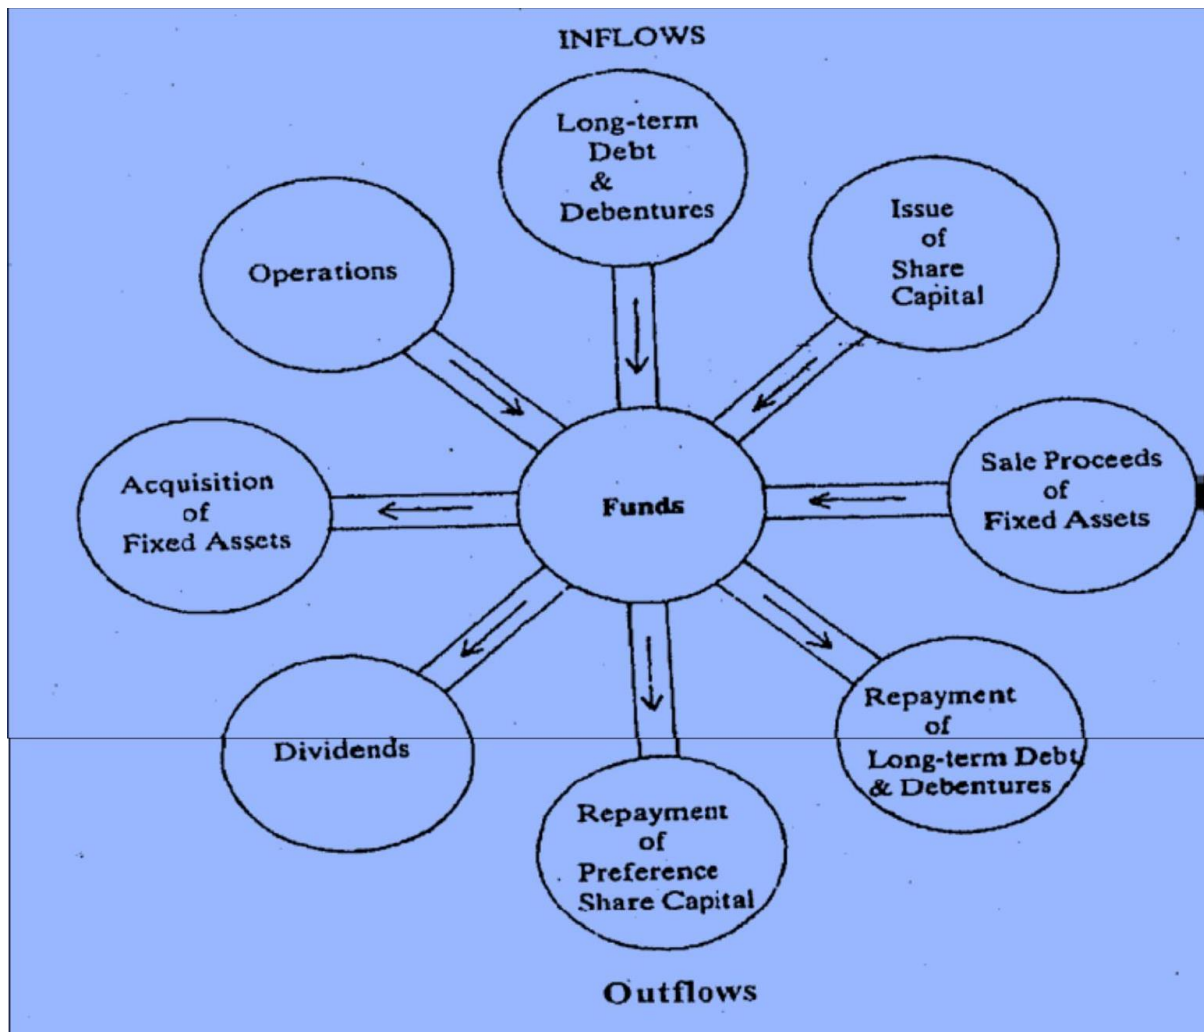 INFLOWS
Long-term
Debt
&
Debentures
Issue
of
Share
Capital
Operations
Sale Proceeds
of
Fixed Assets
Acquisition
of
Fixed Assets
Funds
Repayment
of
Long-term Debt
& Debentures
Dividends
Repayment
of
Preference
Share Capital
Outflows